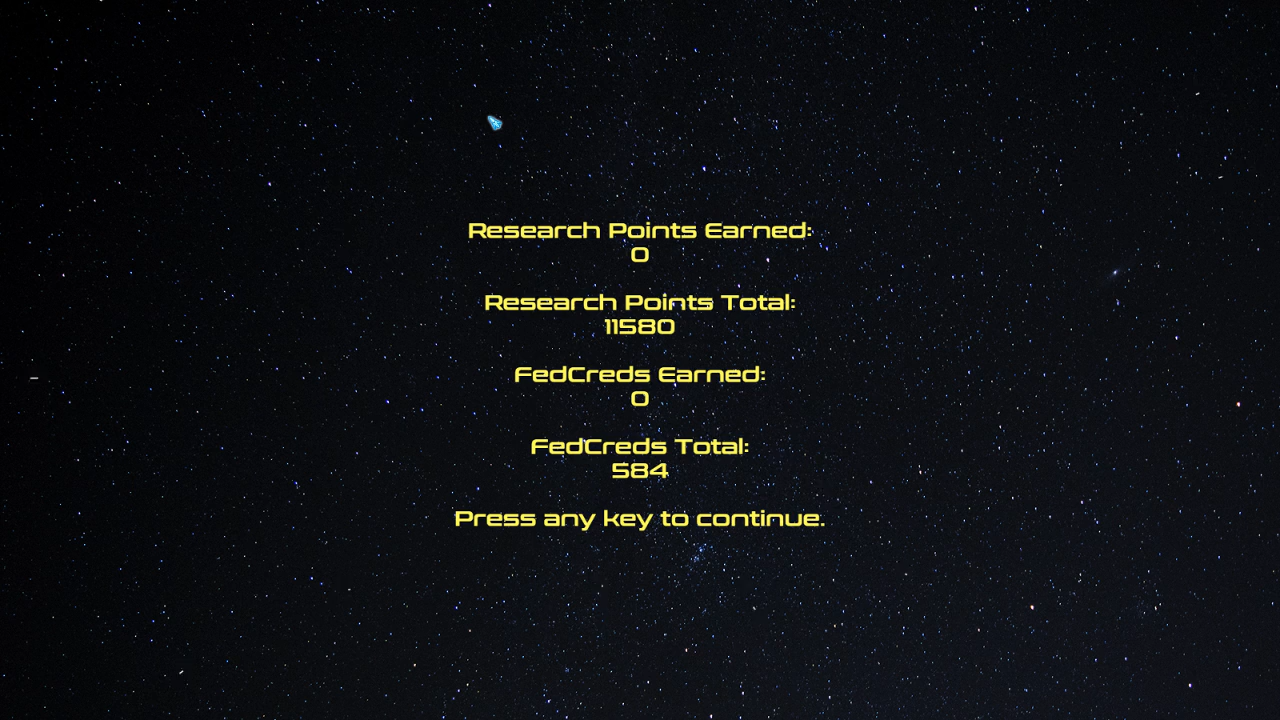 Research Points Earned:
0
Research Points Total:
11580
FedCreds Earned:
0
FedCreds Total:
584
Press any key to continue.